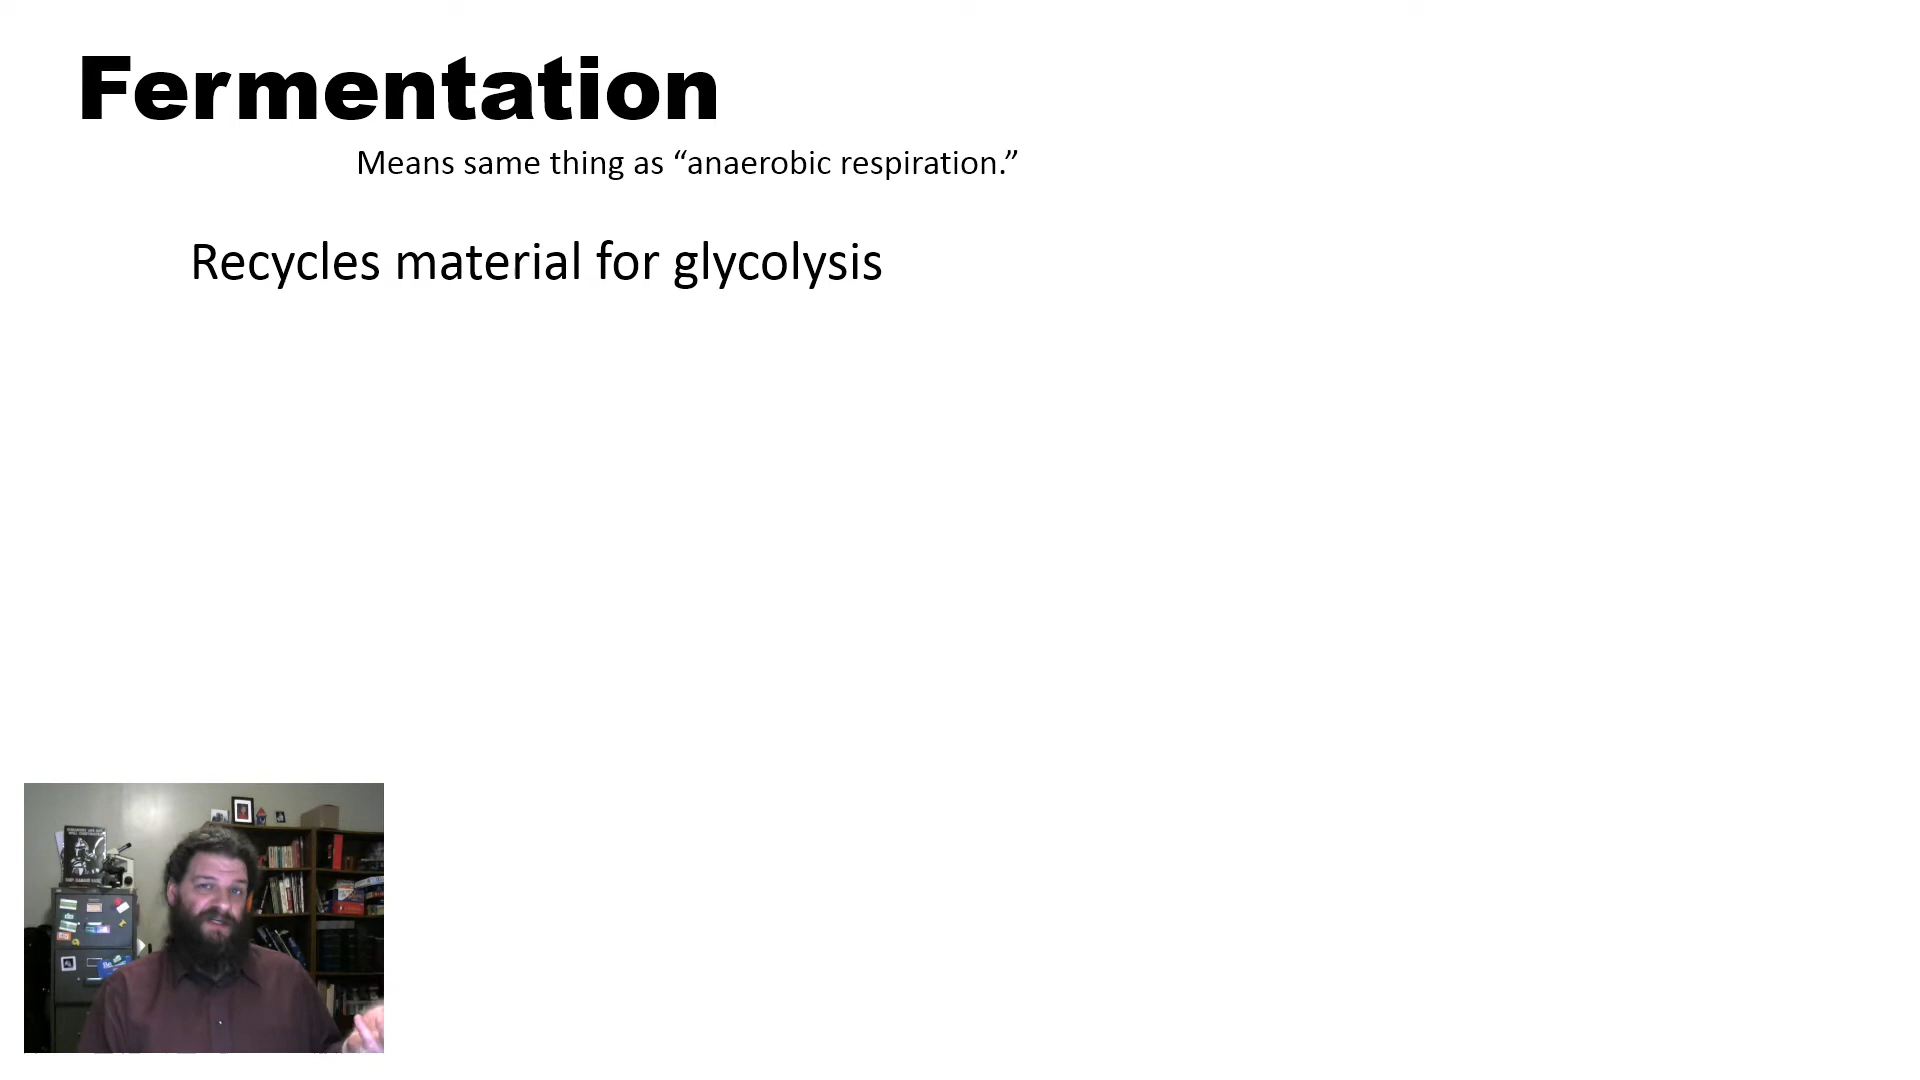 Fermentation
Means same thing as “anaerobic respiration.”
Recycles material for glycolysis